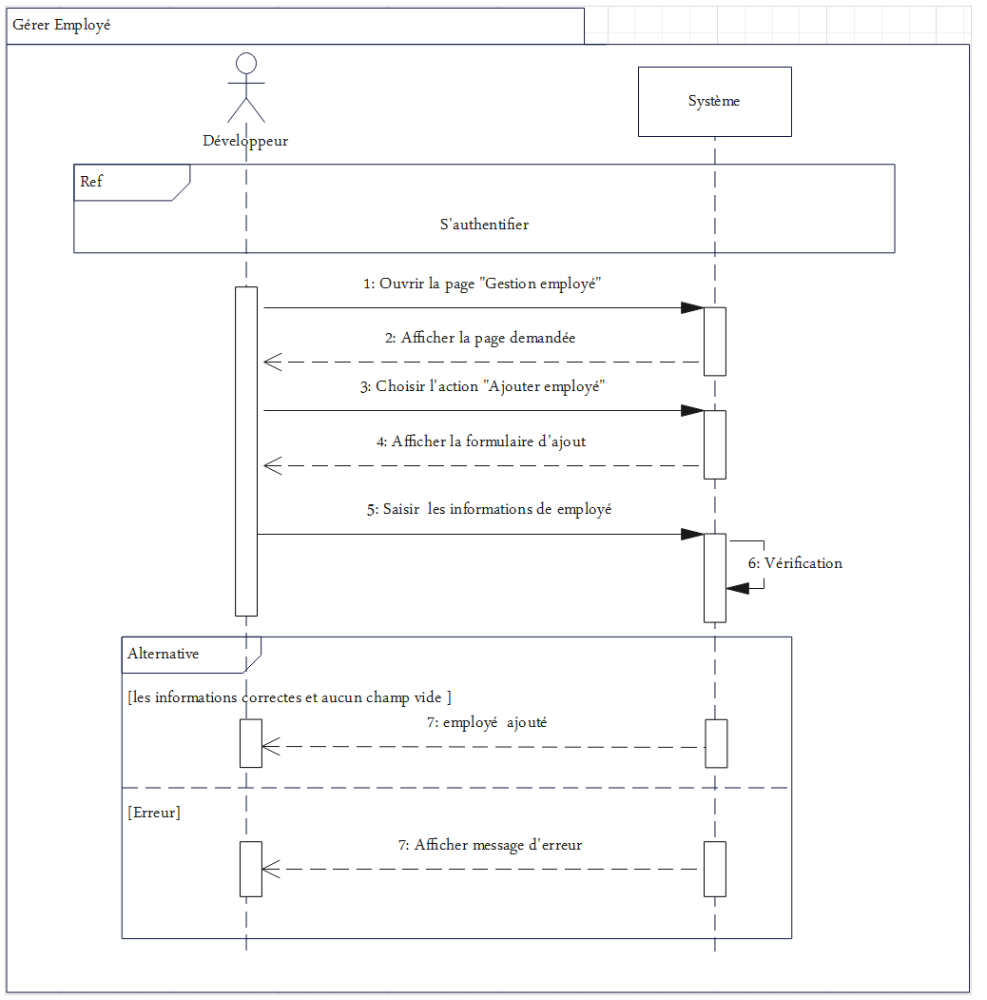 Gérer Employé
Développeur
Système
Ref
S'authentifier
1: Ouvrir la page "Gestion employé"
2: Afficher la page demandée
3: Choisir l'action "Ajouter employé"
4: Afficher la formulaire d'ajout
5: Saisir  les informations de employé
6: Vérification
Alternative
[les informations correctes et aucun champ vide ]
7: employé  ajouté
[Erreur]
7: Afficher message d'erreur